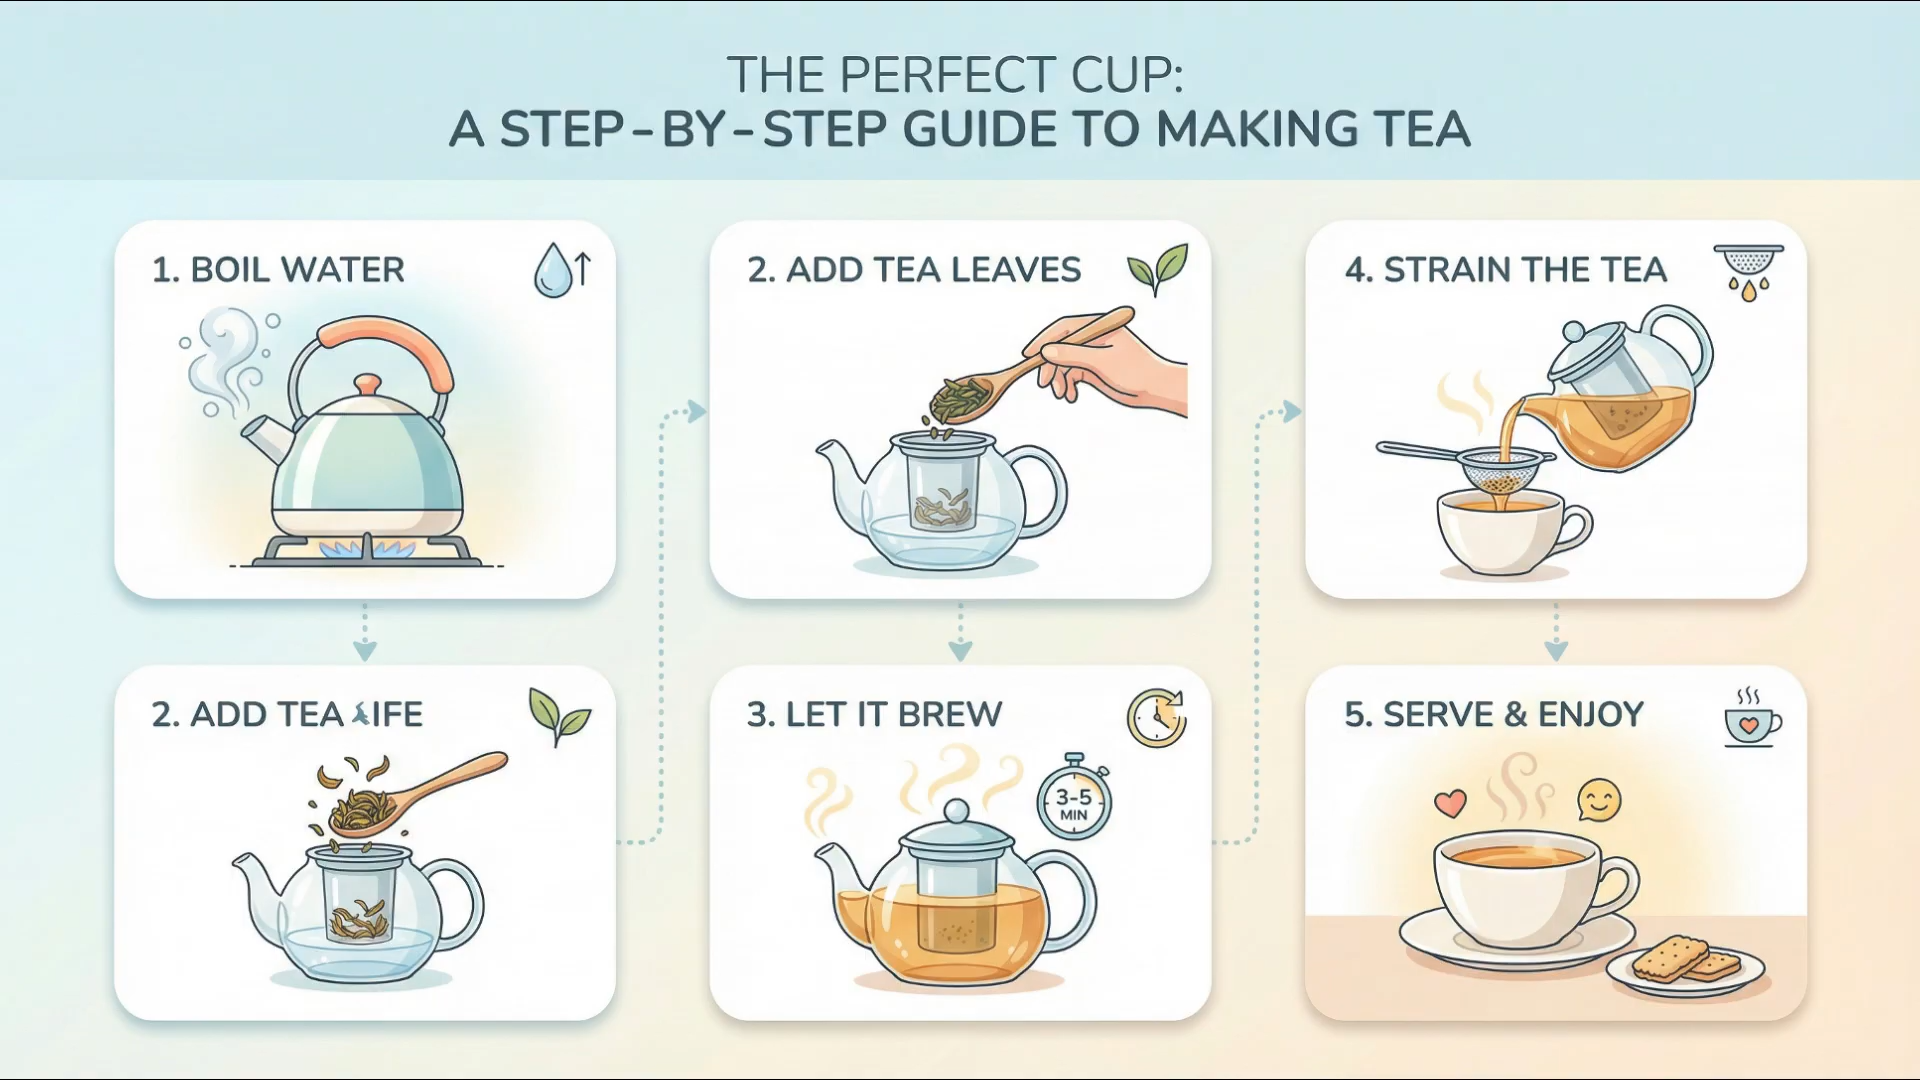 THE PERFECT CUP:
A STEP-BY-STEP GUIDE TO MAKING TEA
1. BOIL WATER
2. ADD TEA
2. ADD TEA LEAVES
3. LET IT BREW
3-5
MIN
4. STRAIN THE TEA
5. SERVE & ENJOY